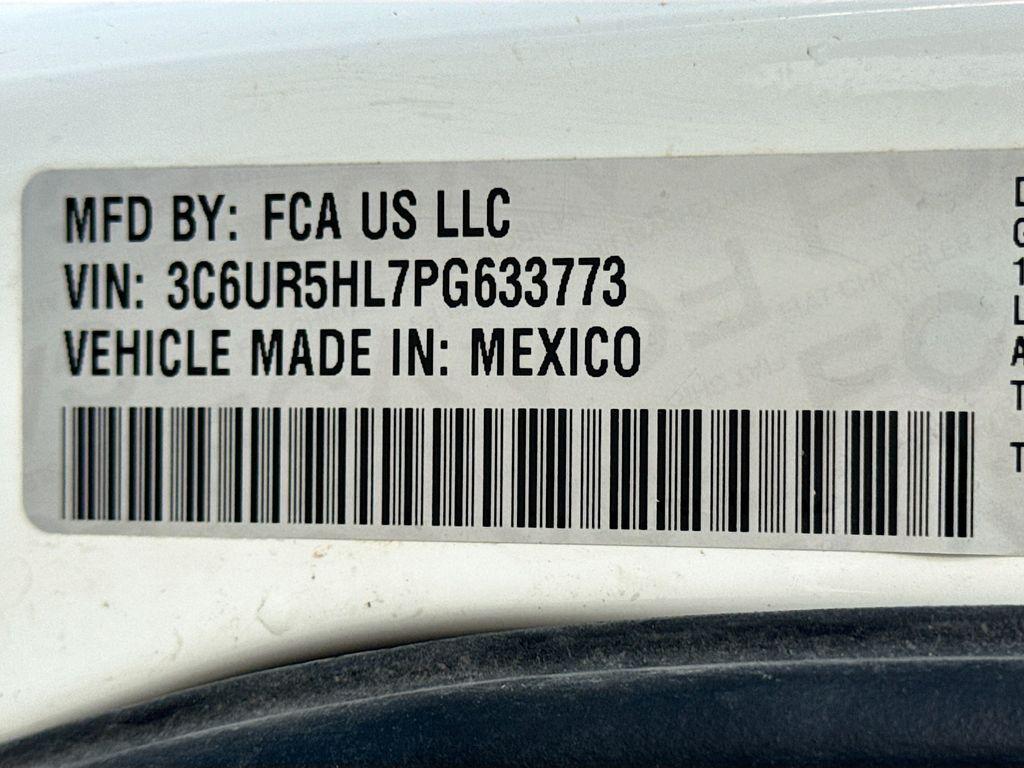 MFD BY: FCA US LLC
VIN: 3C6UR5HL7PG633773
VEHICLE MADE IN: MEXICO